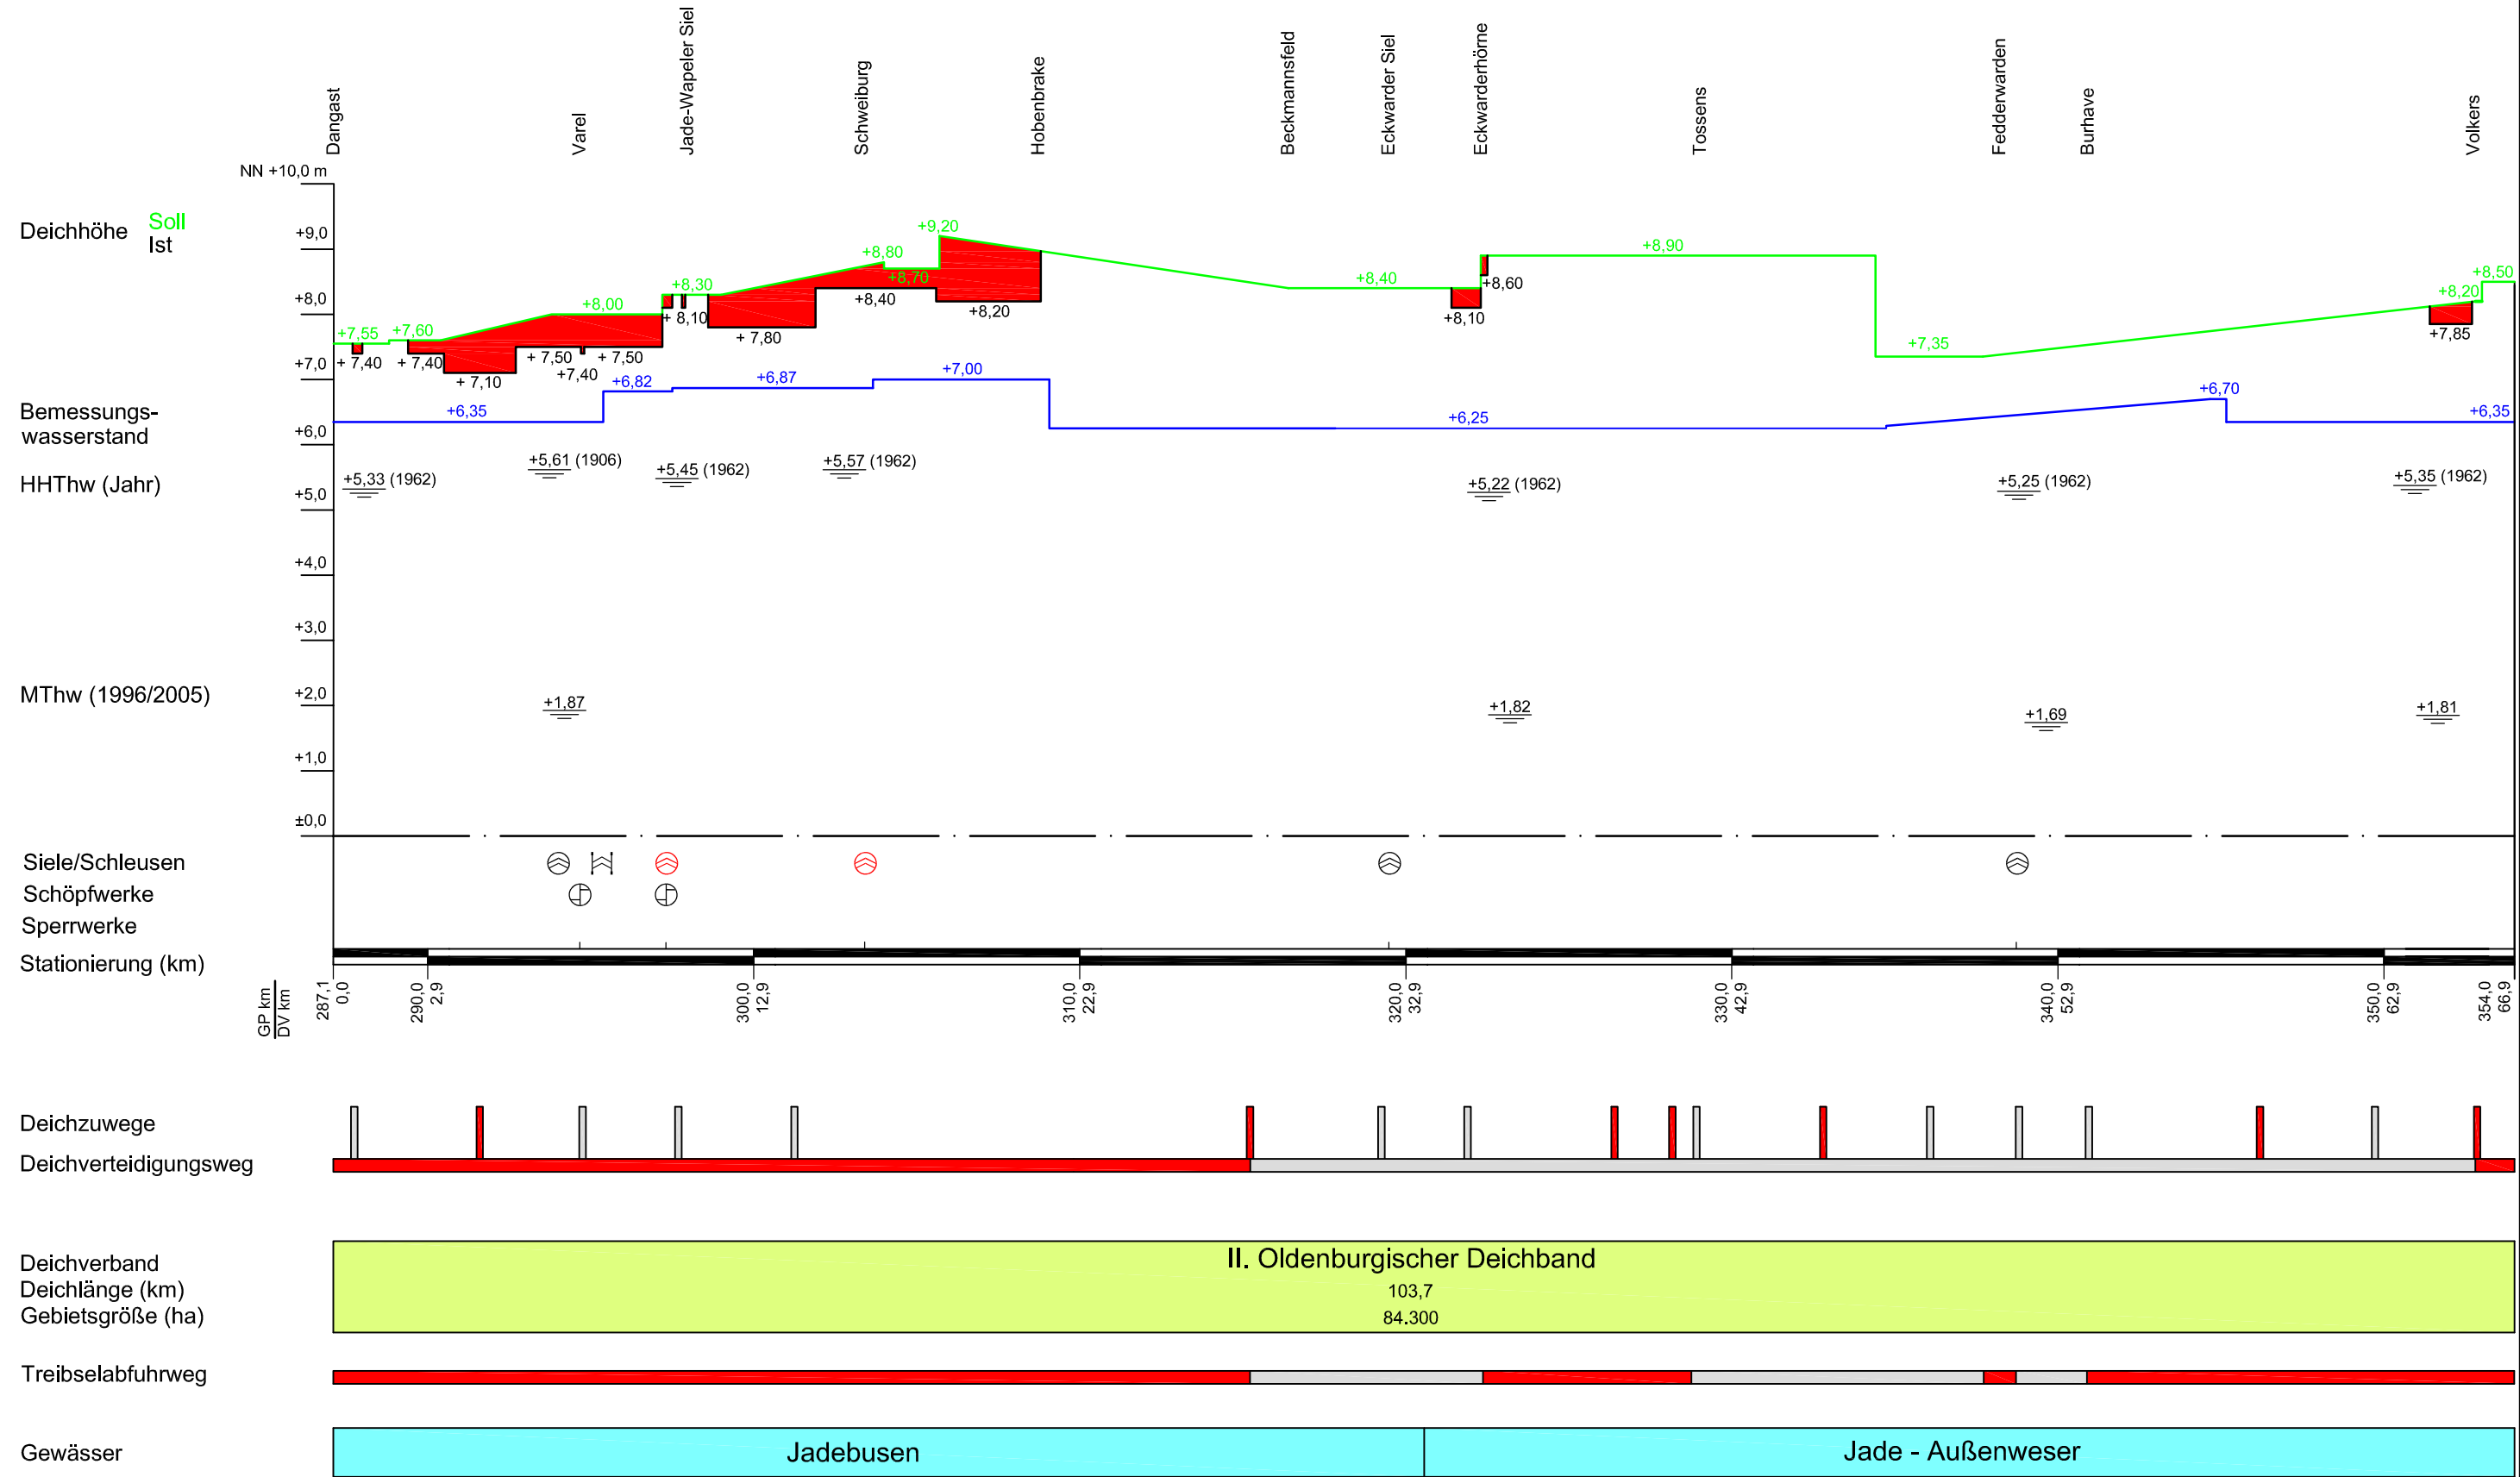 Dangast
Varel
Jade-Wapeler Siel
Schweiburg
Hobenbrake
Beckmannsfeld
Eckwarder Siel
Eckwarderhörne
Tossens
Fedderwarden
Burhave
Volkers
NN +10,0 m
Deichhöhe Soll
Ist
+9,0
+8,0
+7,0
+6,0
+5,0
+4,0
+3,0
+2,0
+1,0
±0,0
+7,55
+7,60
+8,00
+8,30
+8,80
+8,70
+9,20
+8,40
+8,90
+7,35
+8,20
+8,50
+ 7,40
+ 7,40
+ 7,10
+ 7,50
+7,40
+ 7,50
+ 8,10
+ 7,80
+8,40
+8,20
+8,10
+8,60
+7,85
Bemessungs-
wasserstand
+6,35
+6,82
+6,87
+7,00
+6,25
+6,70
+6,35
HHThw (Jahr)
+5,33 (1962)
+5,61 (1906)
+5,45 (1962)
+5,57 (1962)
+5,22 (1962)
+5,25 (1962)
+5,35 (1962)
MThw (1996/2005)
+1,87
+1,82
+1,69
+1,81
Siele/Schleusen
Schöpfwerke
Sperrwerke
Stationierung (km)
GP km
DV km
287,1
0,0
290,0
2,9
300,0
12,9
310,0
22,9
320,0
32,9
330,0
42,9
340,0
52,9
350,0
62,9
354,0
66,9
Deichzuwege
Deichverteidigungsweg
Deichverband
Deichlänge (km)
Gebietsgröße (ha)
II. Oldenburgischer Deichband
103,7
84.300
Treibselabfuhrweg
Gewässer
Jadebusen
Jade - Außenweser